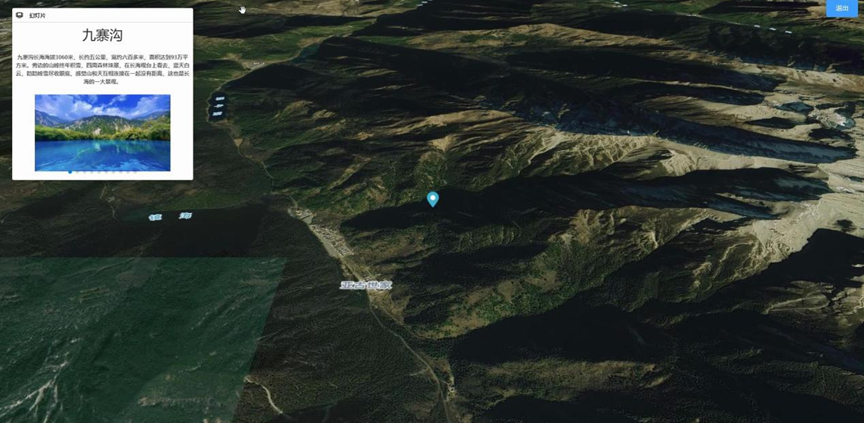 幻灯片
退出
九寨沟
九寨沟长海海拔3060米，长约五公里，宽约六百多米，面积达到93万平
方米。旁边的山峰终年积雪，四周森林浓翠，在长海观台上看去，蓝天白
云，皑皑峰雪尽收眼底，感觉山和天互相连接在一起没有距离，这也是长
海的一大景观。